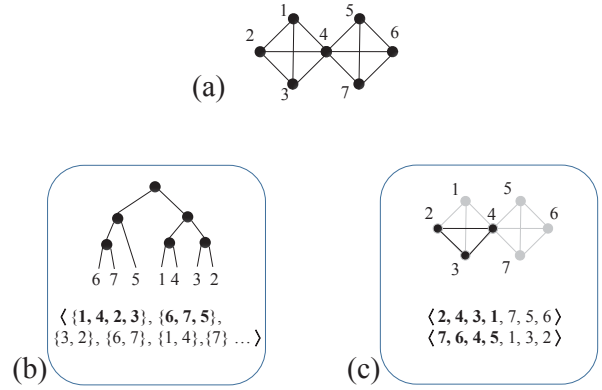 1 5
2 4 6
3 7
(a)
6 7 5 1 4 3 2
⟨ {1, 4, 2, 3}, {6, 7, 5},
{3, 2}, {6, 7}, {1, 4},{7} ... ⟩
(b)
1 5
2 4 6
3 7
⟨ 2, 4, 3, 1, 7, 5, 6⟩
⟨ 7, 6, 4, 5, 1, 3, 2⟩
(c)